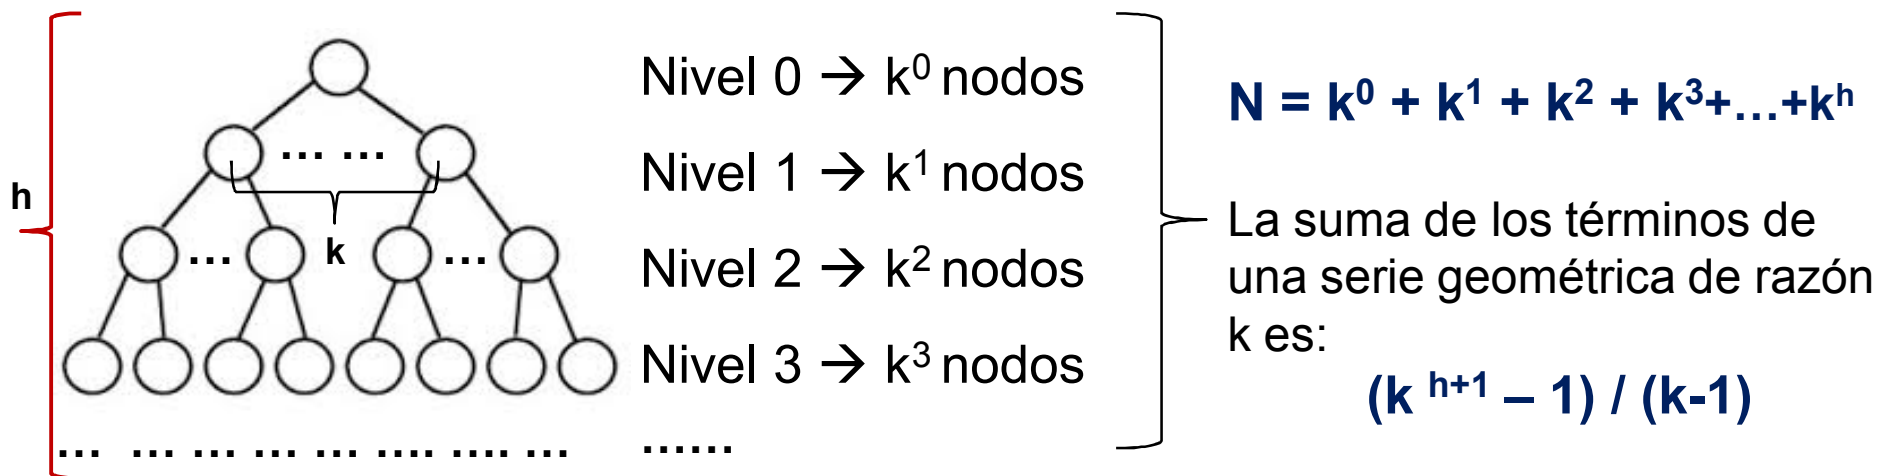 h
... ...
k
...
...
... ... ... ... ... .... .... ...
Nivel 0 → k⁰ nodos
Nivel 1 → k¹ nodos
Nivel 2 → k² nodos
Nivel 3 → k³ nodos
......
N = k⁰ + k¹ + k² + k³+...+kʰ
La suma de los términos de
una serie geométrica de razón
k es:
(k ʰ⁺¹ – 1) / (k-1)